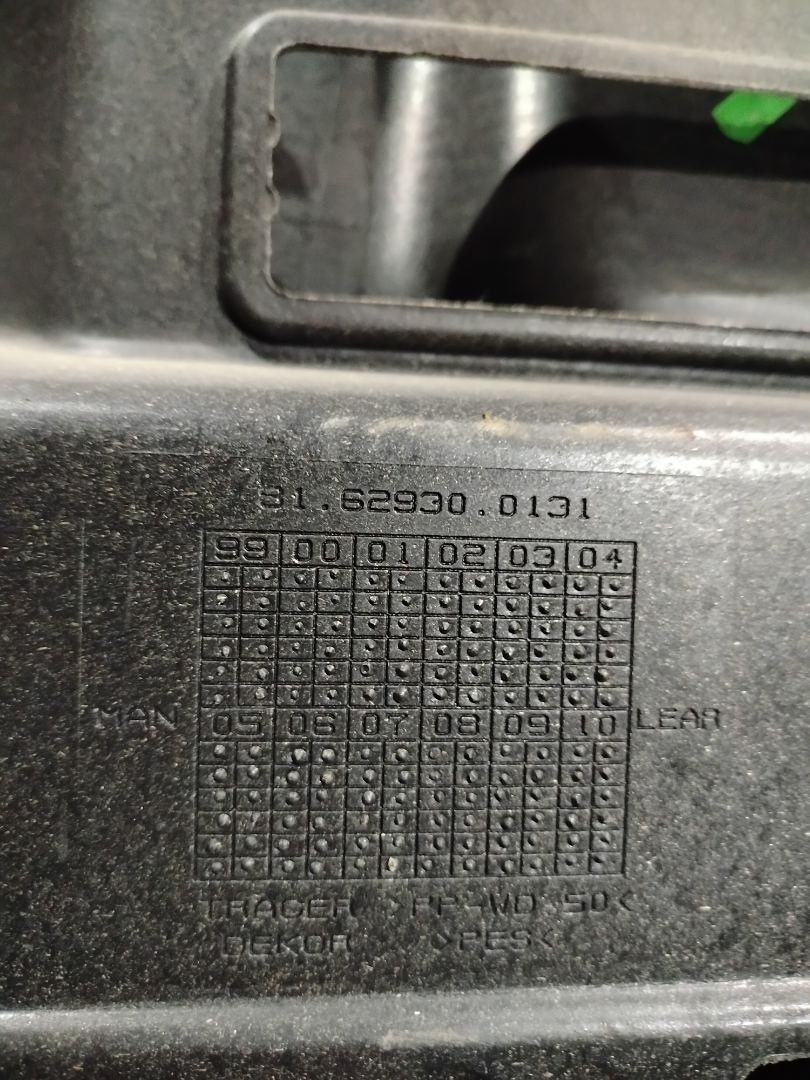 81.62930.0131
99 00 01 02 03 04
MAN 05 06 07 08 09 10 LEAR
TRAGER >PP-WD 50<
DEKOR >PES<